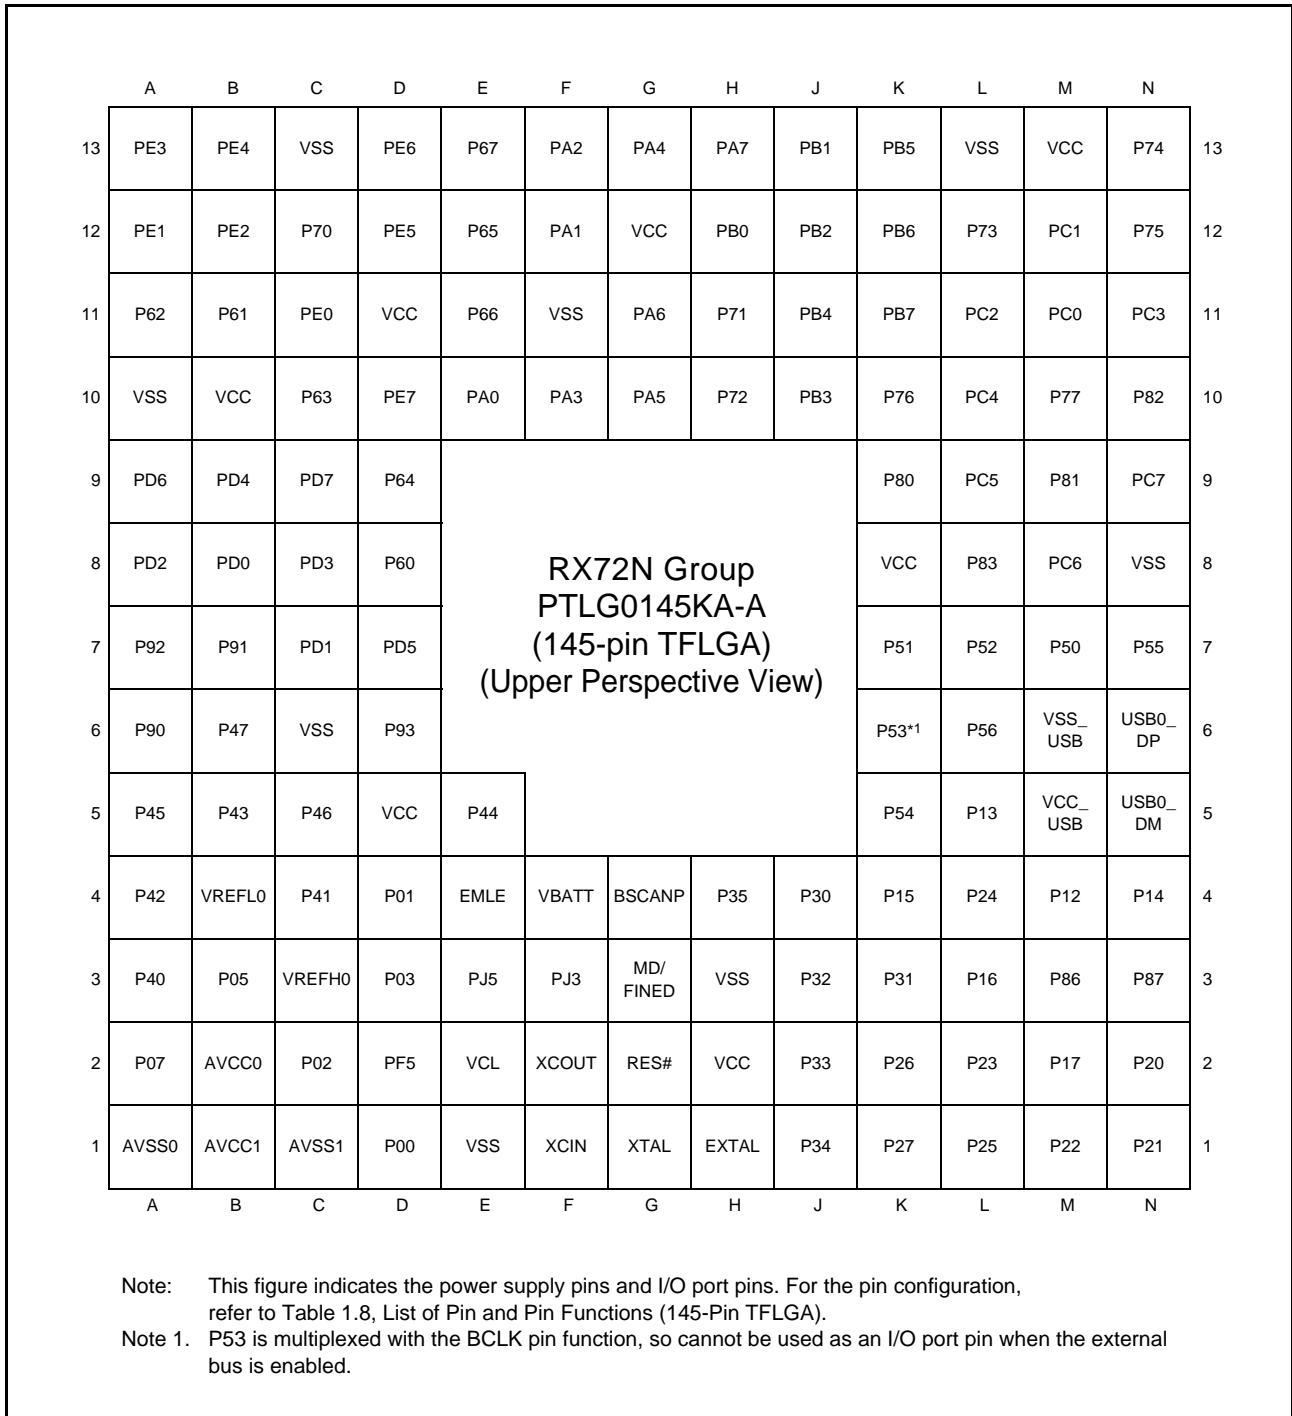 A B C D E F G H J K L M N
13 PE3 PE4 VSS PE6 P67 PA2 PA4 PA7 PB1 PB5 VSS VCC P74 13
12 PE1 PE2 P70 PE5 P65 PA1 VCC PB0 PB2 PB6 P73 PC1 P75 12
11 P62 P61 PE0 VCC P66 VSS PA6 P71 PB4 PB7 PC2 PC0 PC3 11
10 VSS VCC P63 PE7 PA0 PA3 PA5 P72 PB3 P76 PC4 P77 P82 10
9 PD6 PD4 PD7 P64 P80 PC5 P81 PC7 9
8 PD2 PD0 PD3 P60 VCC P83 PC6 VSS 8
RX72N Group
PTLG0145KA-A
(145-pin TFLGA)
(Upper Perspective View)
7 P92 P91 PD1 PD5 P51 P52 P50 P55 7
6 P90 P47 VSS P93 P53*1 P56 VSS_ USB USB0_ DP 6
5 P45 P43 P46 VCC P44 P54 P13 VCC_ USB USB0_ DM 5
4 P42 VREFL0 P41 P01 EMLE VBATT BSCANP P35 P30 P15 P24 P12 P14 4
3 P40 P05 VREFH0 P03 PJ5 PJ3 MD/ FINED VSS P32 P31 P16 P86 P87 3
2 P07 AVCC0 P02 PF5 VCL XCOUT RES# VCC P33 P26 P23 P17 P20 2
1 AVSS0 AVCC1 AVSS1 P00 VSS XCIN XTAL EXTAL P34 P27 P25 P22 P21 1
A B C D E F G H J K L M N
Note: This figure indicates the power supply pins and I/O port pins. For the pin configuration,
refer to Table 1.8, List of Pin and Pin Functions (145-Pin TFLGA).
Note 1. P53 is multiplexed with the BCLK pin function, so cannot be used as an I/O port pin when the external
bus is enabled.